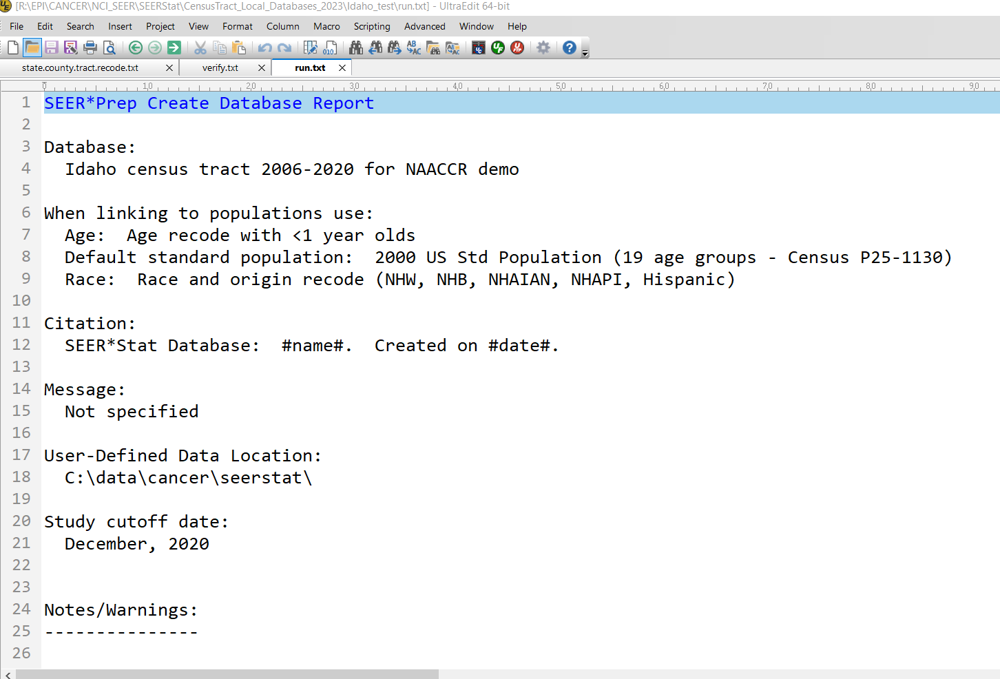 [R:\EPI\CANCER\NCI_SEER\SEERStat\CensusTract_Local_Databases_2023\Idaho_test\run.txt] - UltraEdit 64-bit
File Edit Search Insert Project View Format Column Macro Scripting Advanced Window Help
state.county.tract.recode.txt verify.txt run.txt
0 10 20 30 40 50 60 70 80 90
1 SEER*Prep Create Database Report
2
3 Database:
4 Idaho census tract 2006-2020 for NAACCR demo
5
6 When linking to populations use:
7 Age:  Age recode with <1 year olds
8 Default standard population:  2000 US Std Population (19 age groups - Census P25-1130)
9 Race:  Race and origin recode (NHW, NHB, NHAIAN, NHAPI, Hispanic)
10
11 Citation:
12 SEER*Stat Database:  #name#.  Created on #date#.
13
14 Message:
15 Not specified
16
17 User-Defined Data Location:
18 C:\data\cancer\seerstat\
19
20 Study cutoff date:
21 December, 2020
22
23
24 Notes/Warnings:
25 ---------------
26